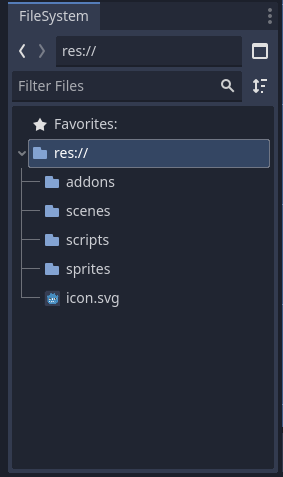 FileSystem
res://
Filter Files
Favorites:
res://
addons
scenes
scripts
sprites
icon.svg